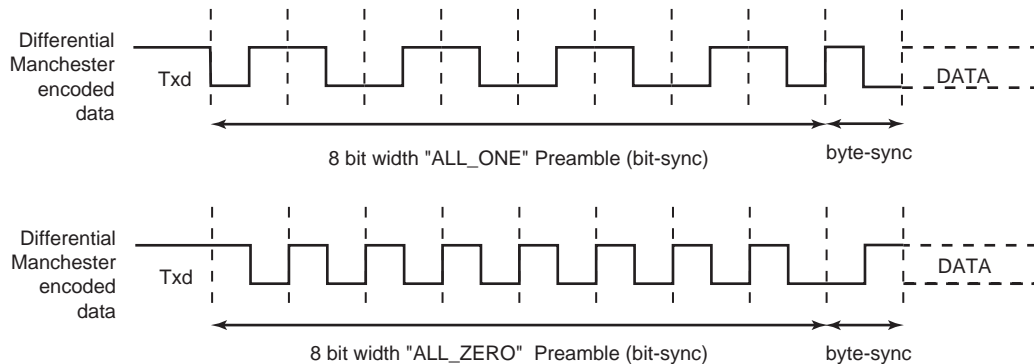 Differential
Manchester
encoded
data
Txd
DATA
8 bit width "ALL_ONE" Preamble (bit-sync)
byte-sync
Differential
Manchester
encoded
data
Txd
DATA
8 bit width "ALL_ZERO" Preamble (bit-sync)
byte-sync